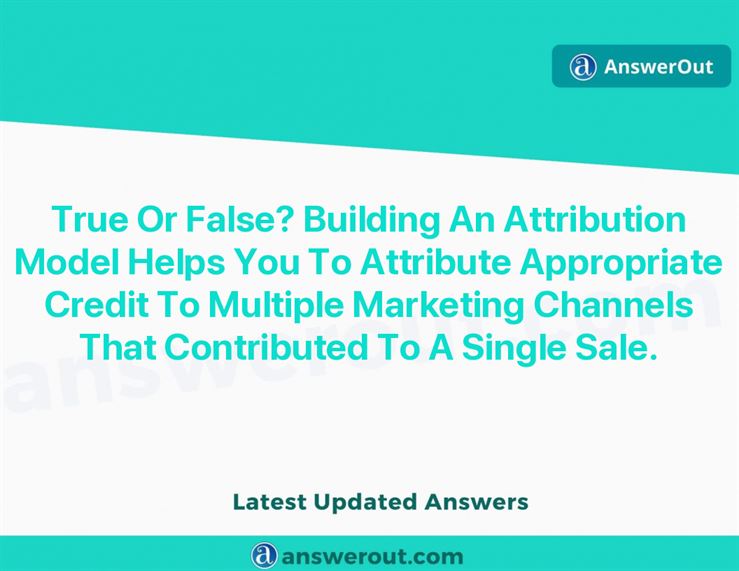 AnswerOut
True Or False? Building An Attribution
Model Helps You To Attribute Appropriate
Credit To Multiple Marketing Channels
That Contributed To A Single Sale.
answerout.com
Latest Updated Answers
answerout.com